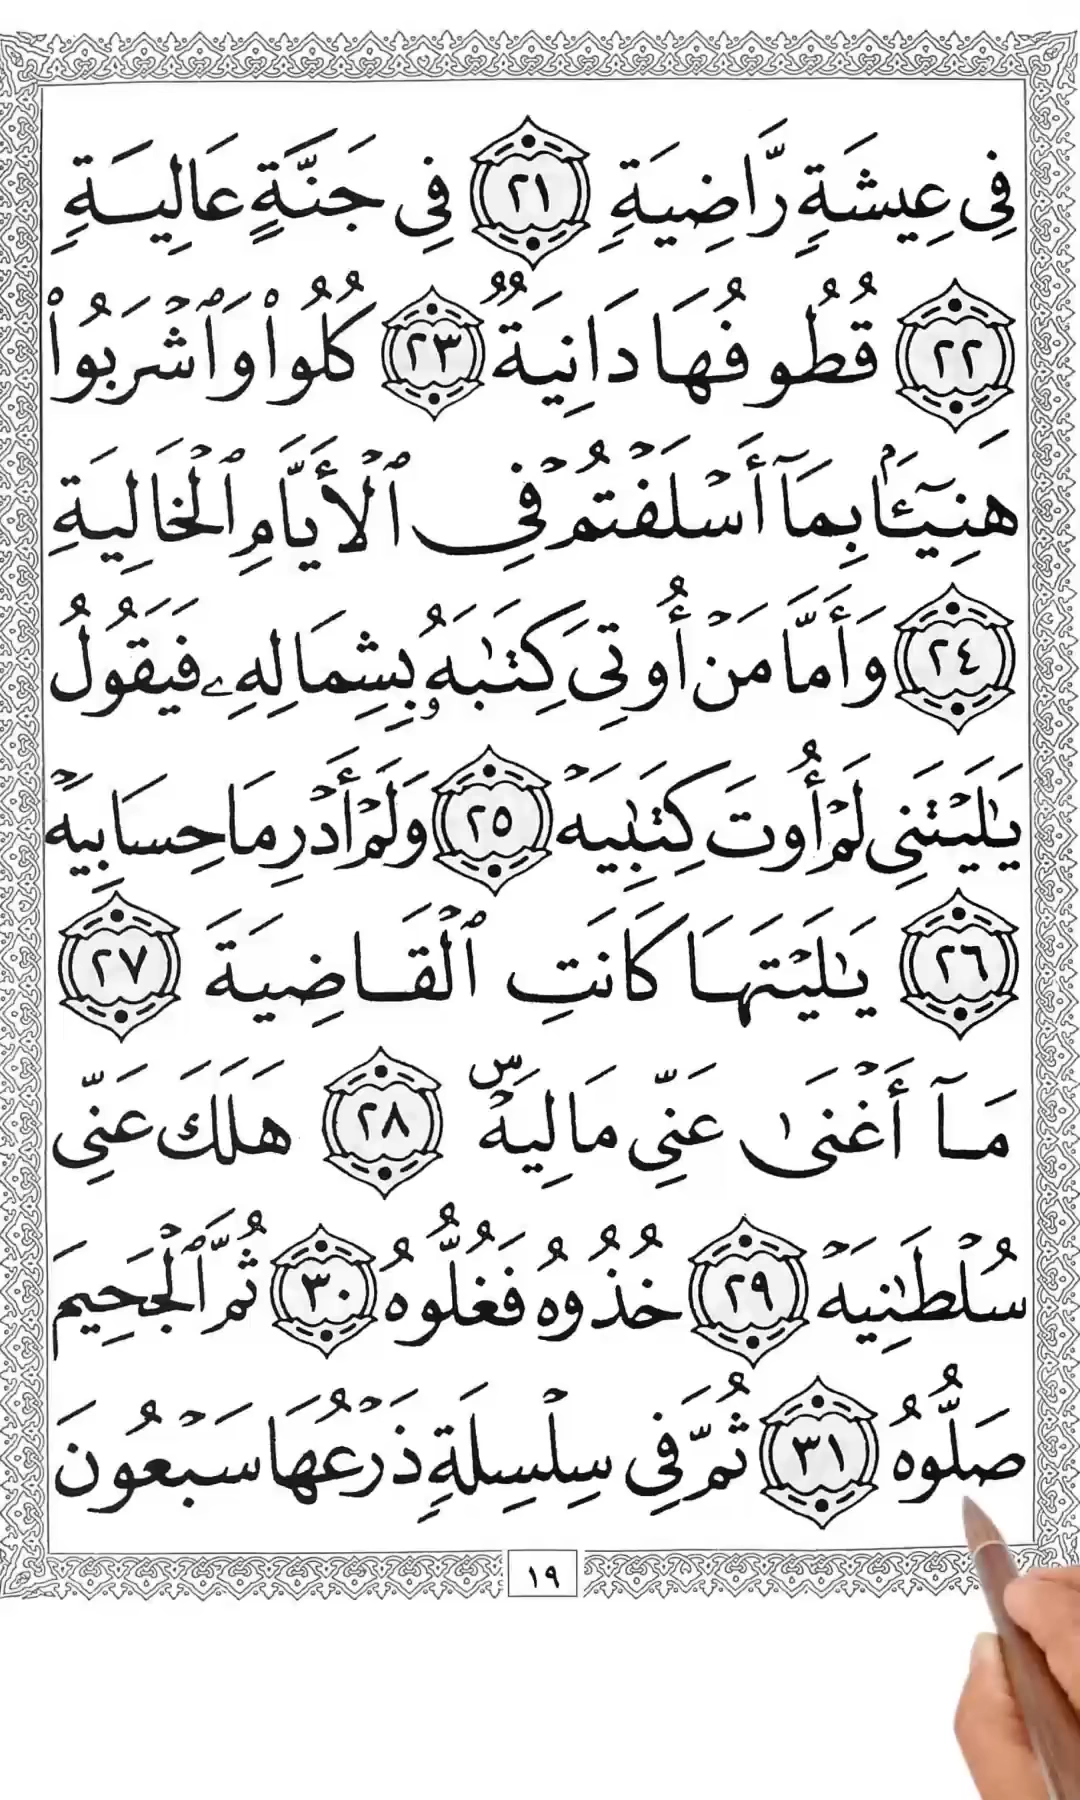 فِى عِيشَةٍ رَّاضِيَةٍ ٢١ فِى جَنَّةٍ عَالِيَةٍ
٢٢ قُطُوفُهَا دَانِيَةٌ ٢٣ كُلُوا۟ وَٱشْرَبُوا۟
هَنِيٓـًٔۢا بِمَآ أَسْلَفْتُمْ فِى ٱلْأَيَّامِ ٱلْخَالِيَةِ
٢٤ وَأَمَّا مَنْ أُوتِىَ كِتَٰبَهُۥ بِشِمَالِهِۦ فَيَقُولُ
يَٰلَيْتَنِى لَمْ أُوتَ كِتَٰبِيَهْ ٢٥ وَلَمْ أَدْرِ مَا حِسَابِيَهْ
٢٦ يَٰلَيْتَهَا كَانَتِ ٱلْقَاضِيَةَ ٢٧
مَآ أَغْنَىٰ عَنِّى مَالِيَهْۜ ٢٨ هَلَكَ عَنِّى
سُلْطَٰنِيَهْ ٢٩ خُذُوهُ فَغُلُّوهُ ٣٠ ثُمَّ ٱلْجَحِيمَ
صَلُّوهُ ٣١ ثُمَّ فِى سِلْسِلَةٍ ذَرْعُهَا سَبْعُونَ
١٩